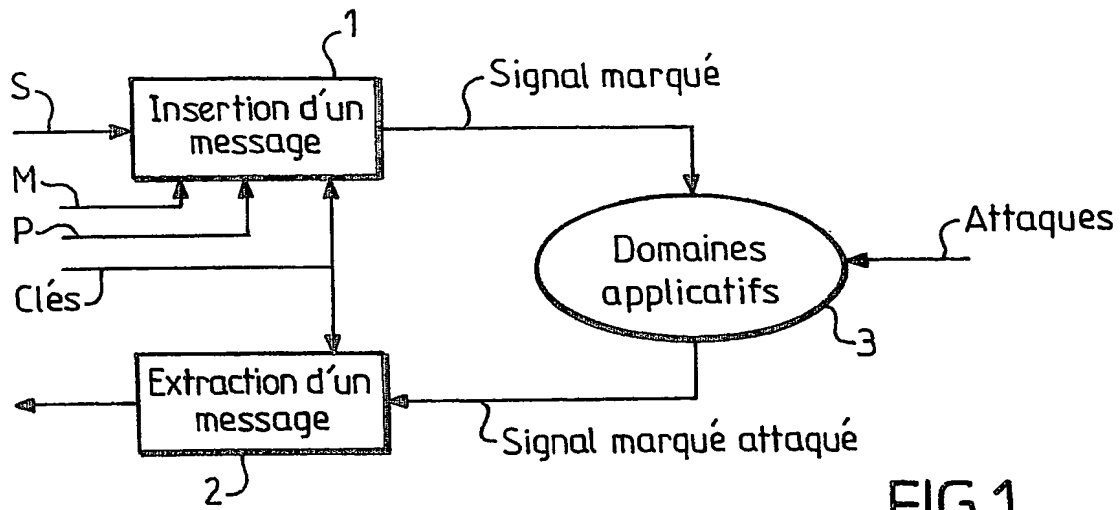 1
S
Insertion d'un
message
Signal marqué
M
P
Attaques
Domaines
applicatifs
Clés
3
Extraction d'un
message
Signal marqué attaqué
2
FIG.1